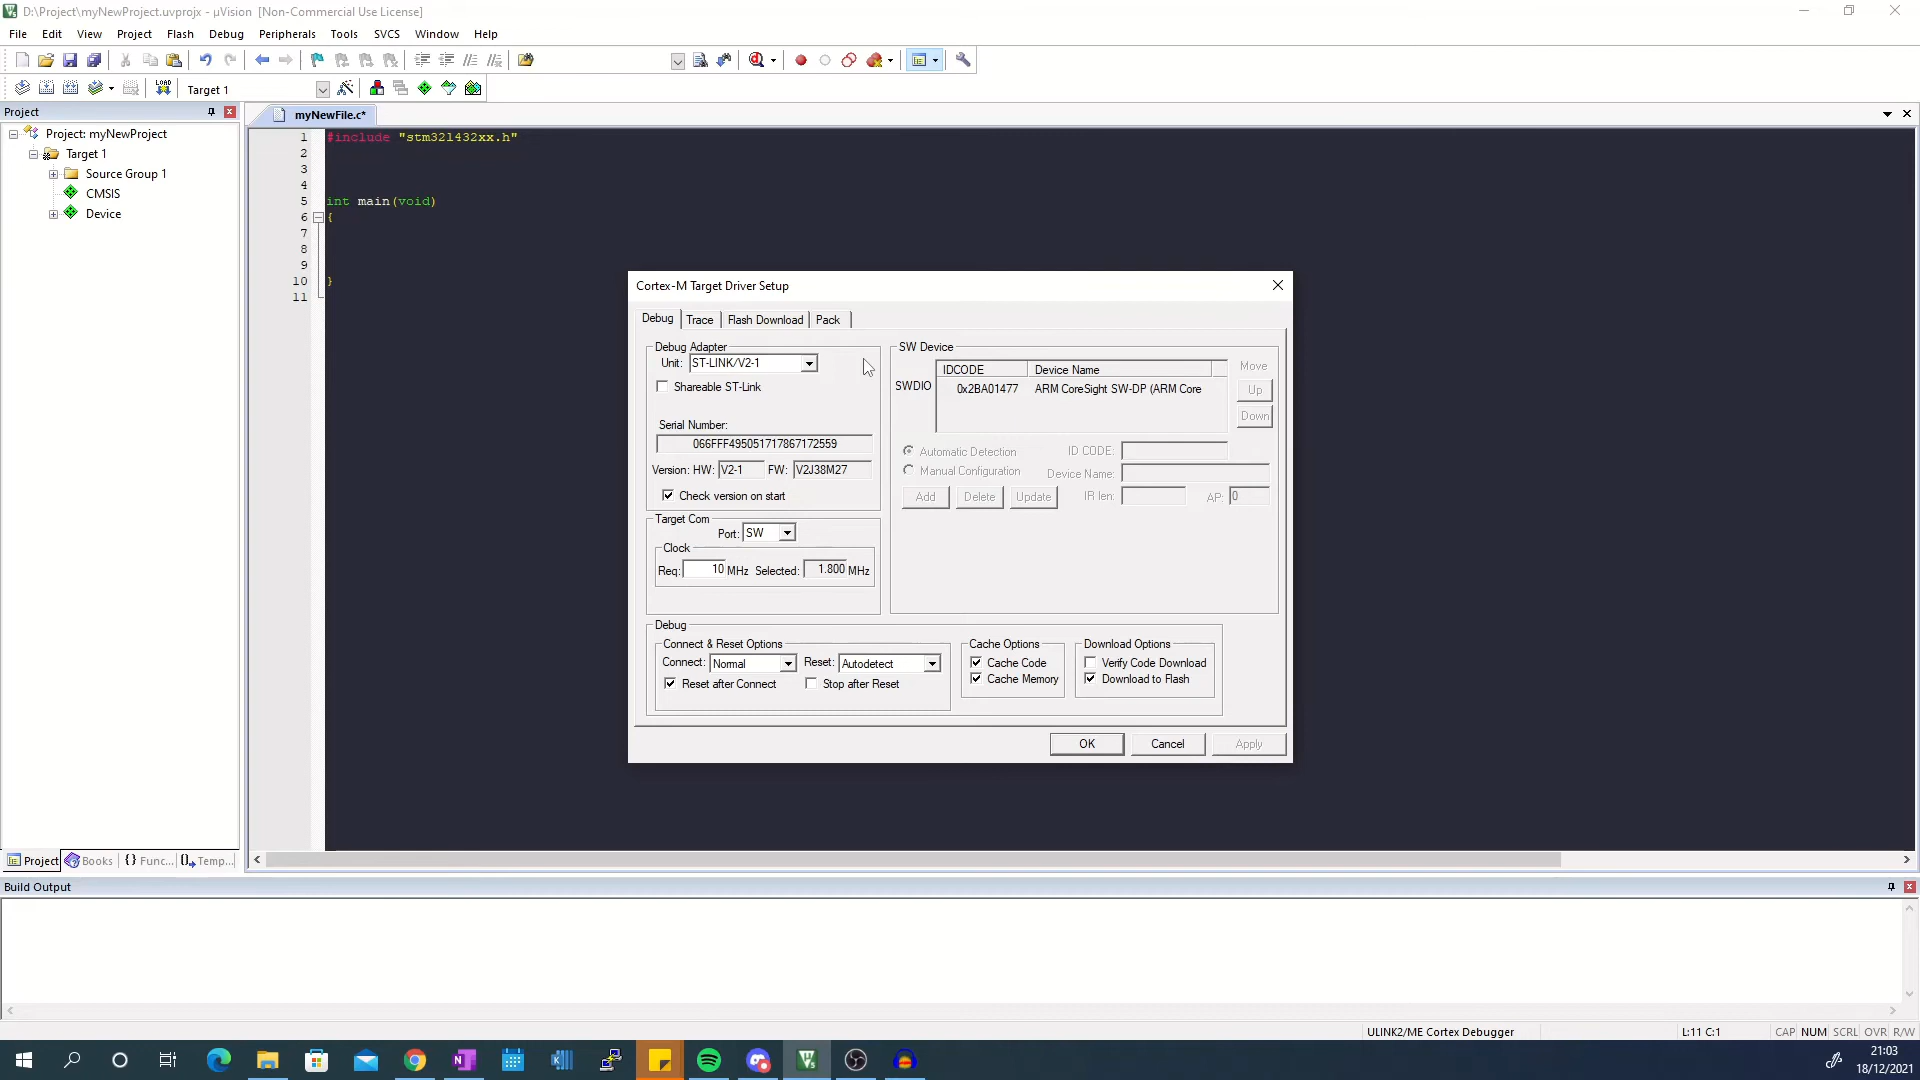 D:\Project\myNewProject.uvprojx - µVision [Non-Commercial Use License]
File Edit View Project Flash Debug Peripherals Tools SVCS Window Help
LOAD
Target 1
Project
myNewFile.c*
Project: myNewProject
Target 1
Source Group 1
CMSIS
Device
1 #include "stm32l432xx.h"
2
3
4
5 int main(void)
6 {
7
8
9
10 }
11
Cortex-M Target Driver Setup
Debug Trace Flash Download Pack
Debug Adapter
Unit: ST-LINK/V2-1
Shareable ST-Link
Serial Number:
066FFF495051717867172559
Version: HW: V2-1 FW: V2J38M27
Check version on start
Target Com
Port: SW
Clock
Req: 10 MHz Selected: 1.800 MHz
SW Device
IDCODE Device Name Move
SWDIO 0x2BA01477 ARM CoreSight SW-DP (ARM Core Up
Down
Automatic Detection ID CODE:
Manual Configuration Device Name:
Add Delete Update IR len: AP: 0
Debug
Connect & Reset Options
Connect: Normal Reset: Autodetect
Reset after Connect Stop after Reset
Cache Options
Cache Code
Cache Memory
Download Options
Verify Code Download
Download to Flash
OK Cancel Apply
Project Books {} Func... Temp...
Build Output
ULINK2/ME Cortex Debugger L:11 C:1 CAP NUM SCRL OVR R/W
21:03
18/12/2021